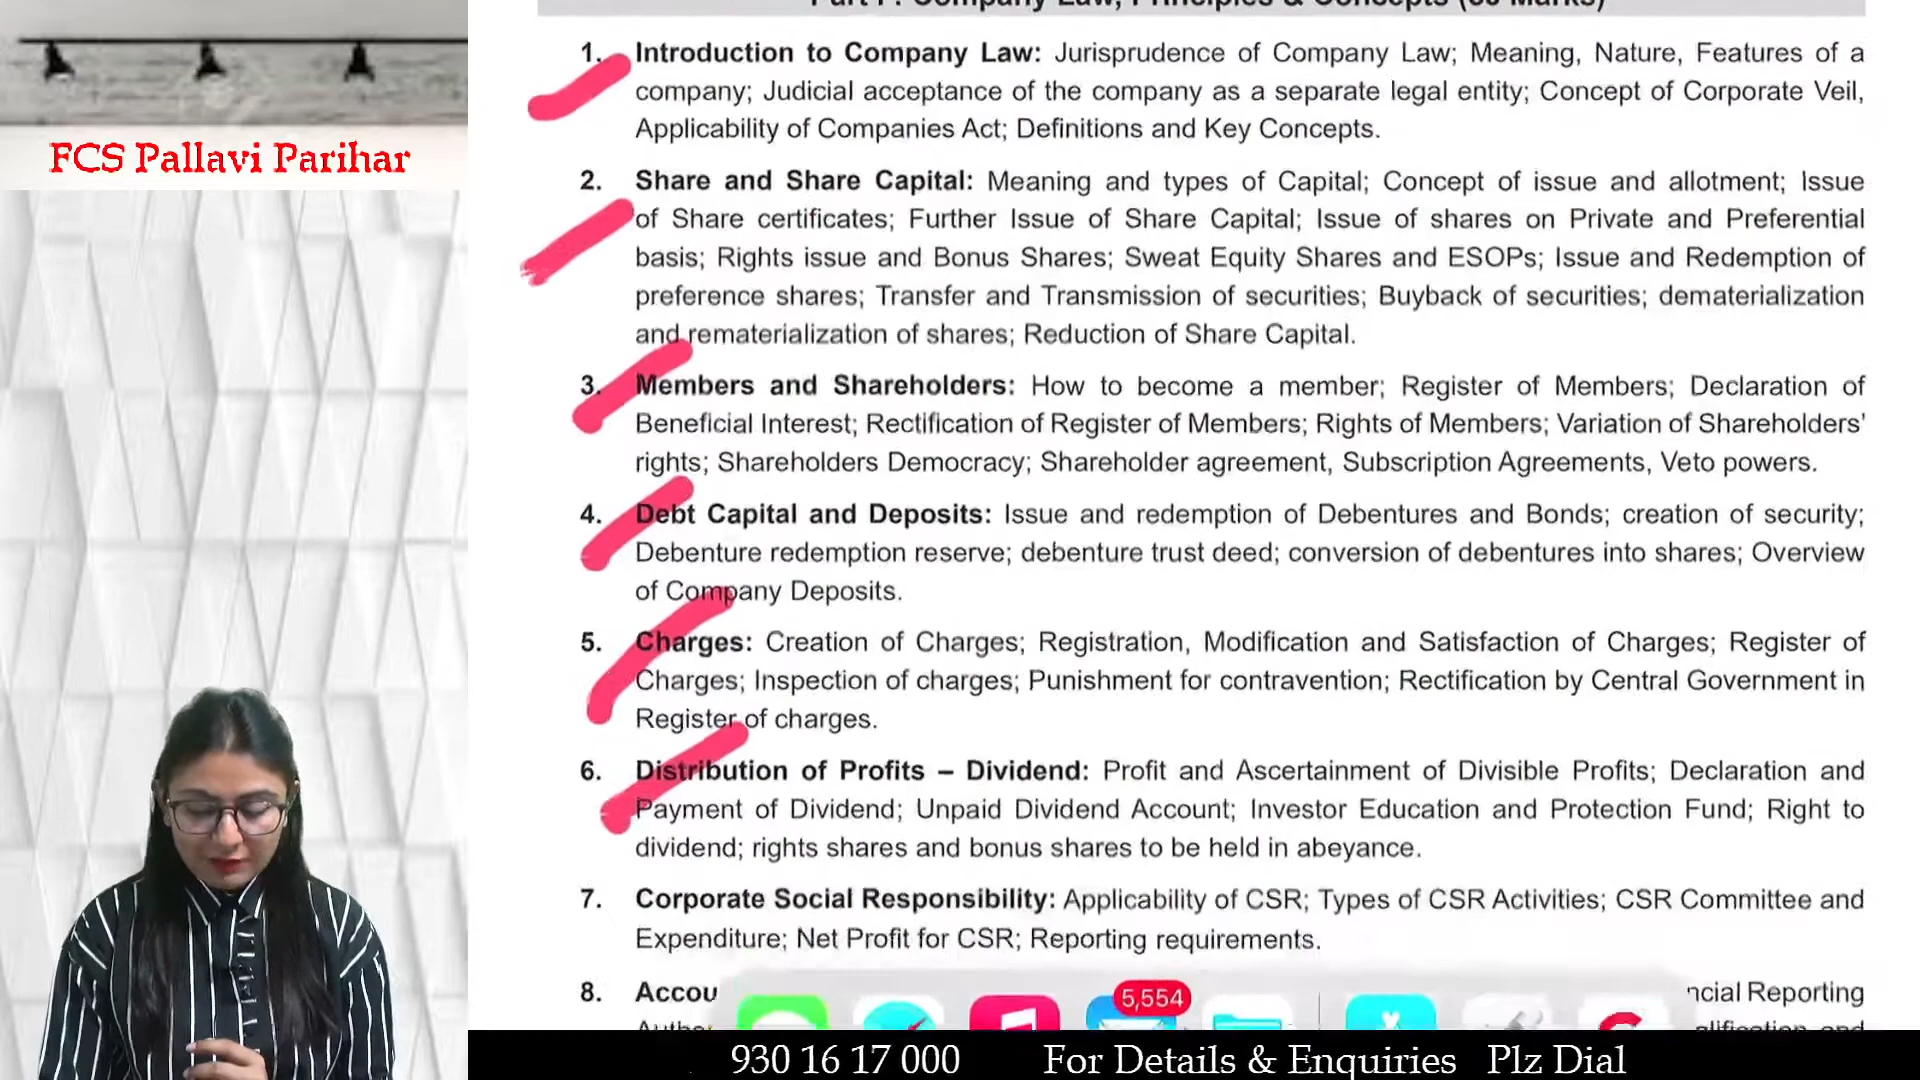 Part I : Company Law, Principles & Concepts (60 Marks)
FCS Pallavi Parihar
1. Introduction to Company Law: Jurisprudence of Company Law; Meaning, Nature, Features of a
company; Judicial acceptance of the company as a separate legal entity; Concept of Corporate Veil,
Applicability of Companies Act; Definitions and Key Concepts.
2. Share and Share Capital: Meaning and types of Capital; Concept of issue and allotment; Issue
of Share certificates; Further Issue of Share Capital; Issue of shares on Private and Preferential
basis; Rights issue and Bonus Shares; Sweat Equity Shares and ESOPs; Issue and Redemption of
preference shares; Transfer and Transmission of securities; Buyback of securities; dematerialization
and rematerialization of shares; Reduction of Share Capital.
3. Members and Shareholders: How to become a member; Register of Members; Declaration of
Beneficial Interest; Rectification of Register of Members; Rights of Members; Variation of Shareholders'
rights; Shareholders Democracy; Shareholder agreement, Subscription Agreements, Veto powers.
4. Debt Capital and Deposits: Issue and redemption of Debentures and Bonds; creation of security;
Debenture redemption reserve; debenture trust deed; conversion of debentures into shares; Overview
of Company Deposits.
5. Charges: Creation of Charges; Registration, Modification and Satisfaction of Charges; Register of
Charges; Inspection of charges; Punishment for contravention; Rectification by Central Government in
Register of charges.
6. Distribution of Profits – Dividend: Profit and Ascertainment of Divisible Profits; Declaration and
Payment of Dividend; Unpaid Dividend Account; Investor Education and Protection Fund; Right to
dividend; rights shares and bonus shares to be held in abeyance.
7. Corporate Social Responsibility: Applicability of CSR; Types of CSR Activities; CSR Committee and
Expenditure; Net Profit for CSR; Reporting requirements.
8. Accou ncial Reporting
5,554
930 16 17 000 For Details & Enquiries Plz Dial